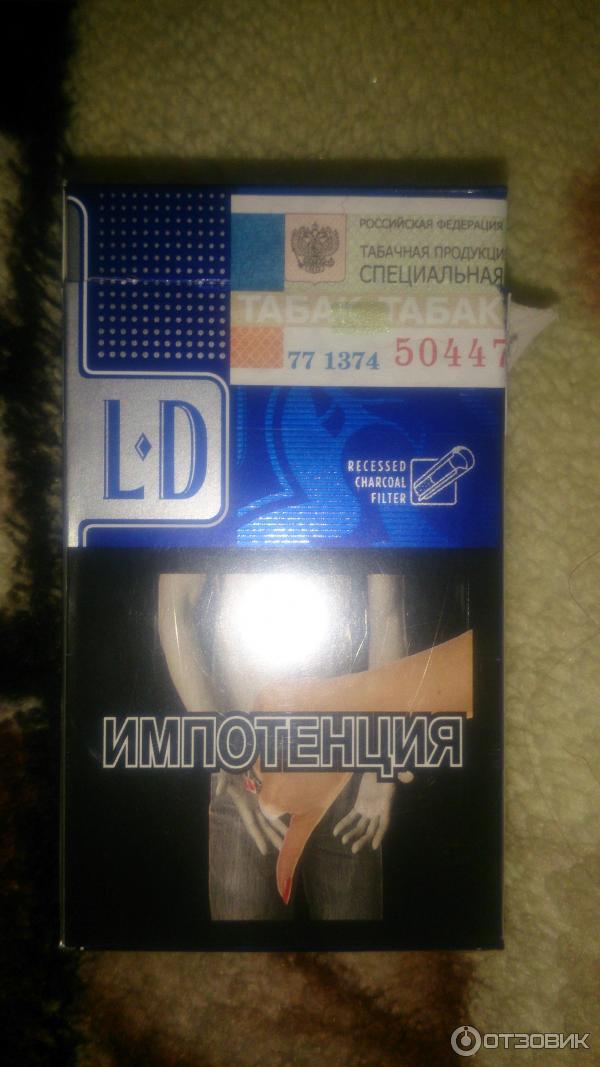 РОССИЙСКАЯ ФЕДЕРАЦИЯ
ТАБАЧНАЯ ПРОДУКЦИ
СПЕЦИАЛЬНАЯ
ТАБАК ТАБАК
77 1374 50447
L·D
RECESSED
CHARCOAL
FILTER
ИМПОТЕНЦИЯ
ОТЗОВИК